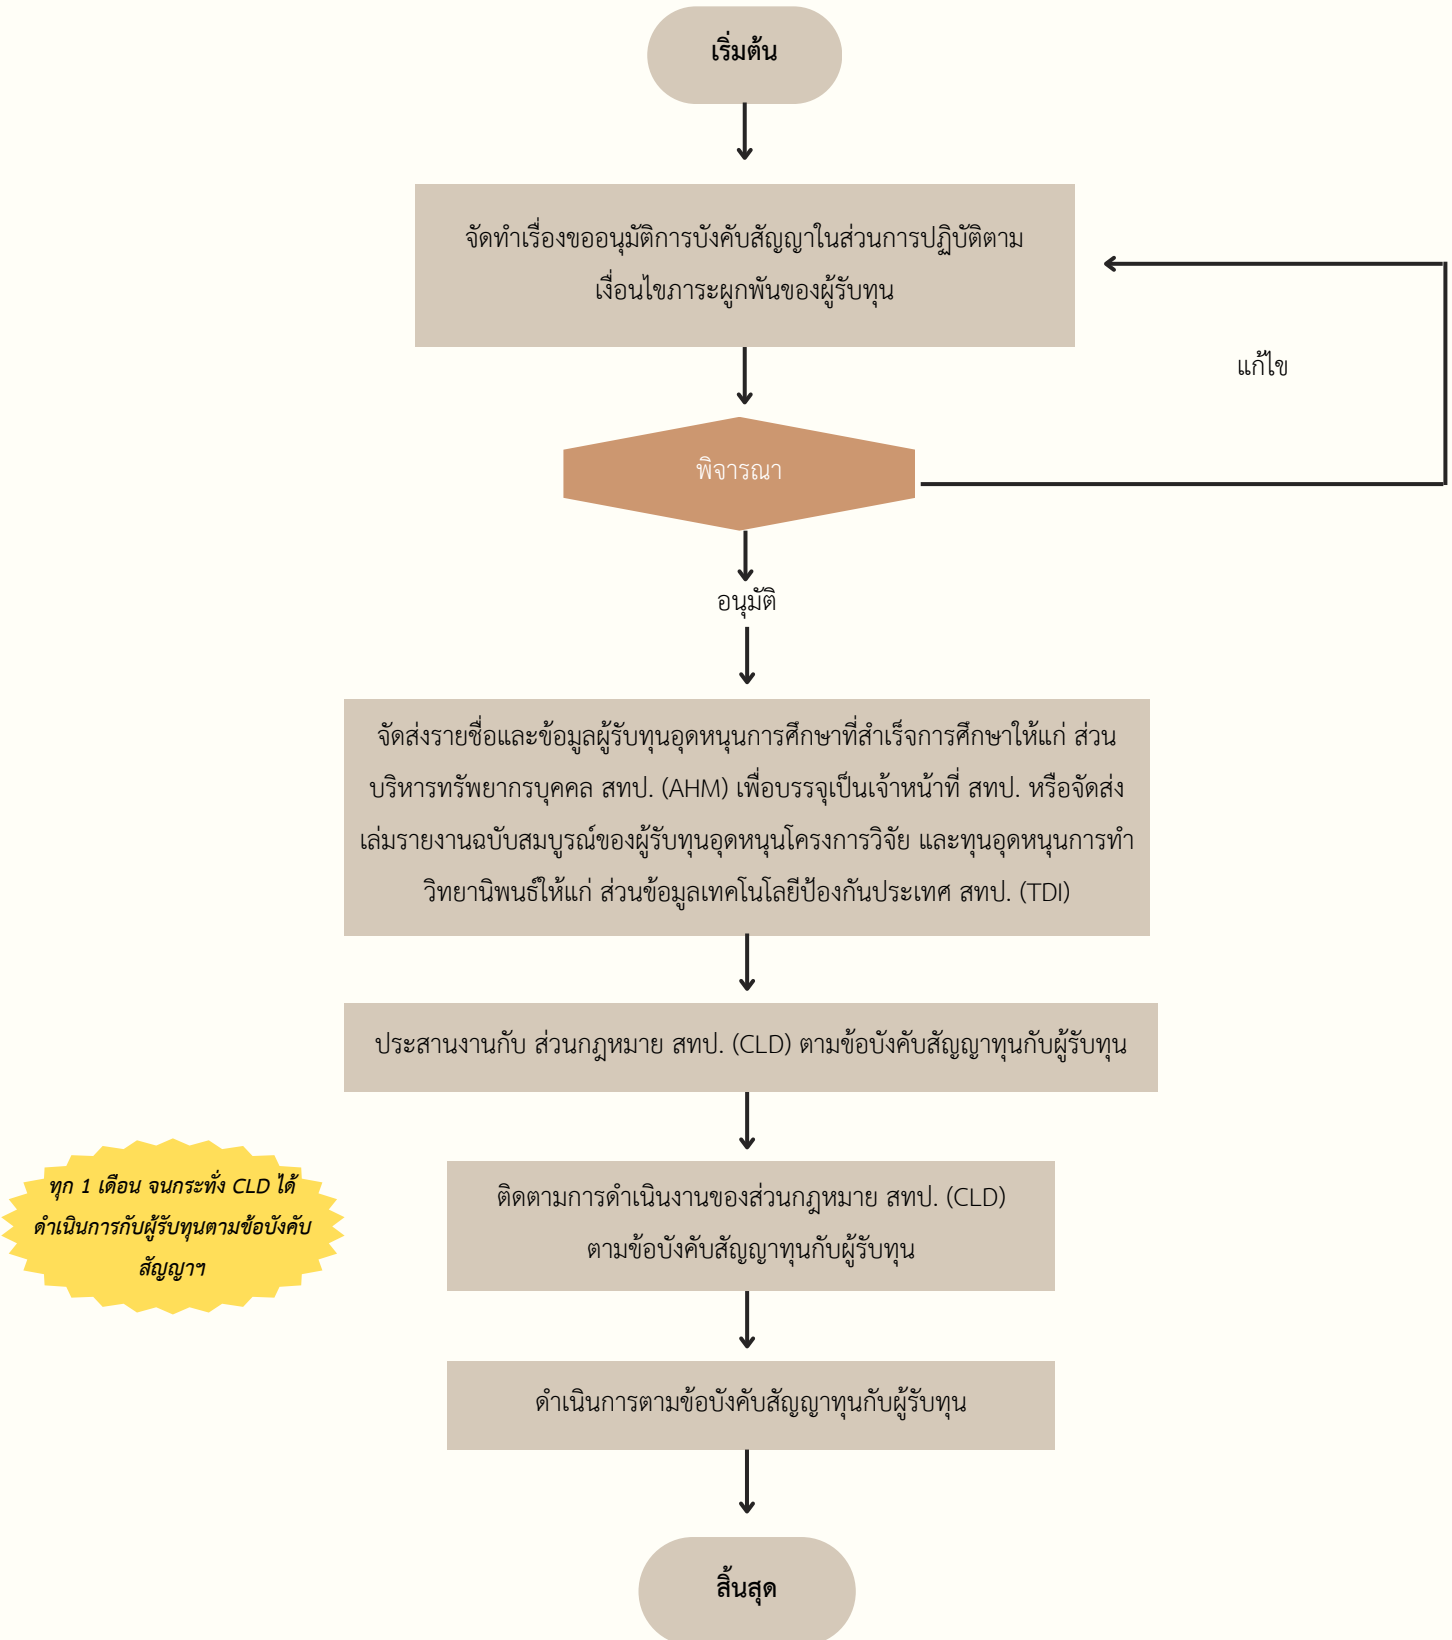 เริ่มต้น
จัดทำเรื่องขออนุมัติการบังคับสัญญาในส่วนการปฏิบัติตาม
เงื่อนไขภาระผูกพันของผู้รับทุน
แก้ไข
พิจารณา
อนุมัติ
จัดส่งรายชื่อและข้อมูลผู้รับทุนอุดหนุนการศึกษาที่สำเร็จการศึกษาให้แก่ ส่วน
บริหารทรัพยากรบุคคล สทป. (AHM) เพื่อบรรจุเป็นเจ้าหน้าที่ สทป. หรือจัดส่ง
เล่มรายงานฉบับสมบูรณ์ของผู้รับทุนอุดหนุนโครงการวิจัย และทุนอุดหนุนการทำ
วิทยานิพนธ์ให้แก่ ส่วนข้อมูลเทคโนโลยีป้องกันประเทศ สทป. (TDI)
ประสานงานกับ ส่วนกฎหมาย สทป. (CLD) ตามข้อบังคับสัญญาทุนกับผู้รับทุน
ทุก 1 เดือน จนกระทั่ง CLD ได้
ดำเนินการกับผู้รับทุนตามข้อบังคับ
สัญญาฯ
ติดตามการดำเนินงานของส่วนกฎหมาย สทป. (CLD)
ตามข้อบังคับสัญญาทุนกับผู้รับทุน
ดำเนินการตามข้อบังคับสัญญาทุนกับผู้รับทุน
สิ้นสุด